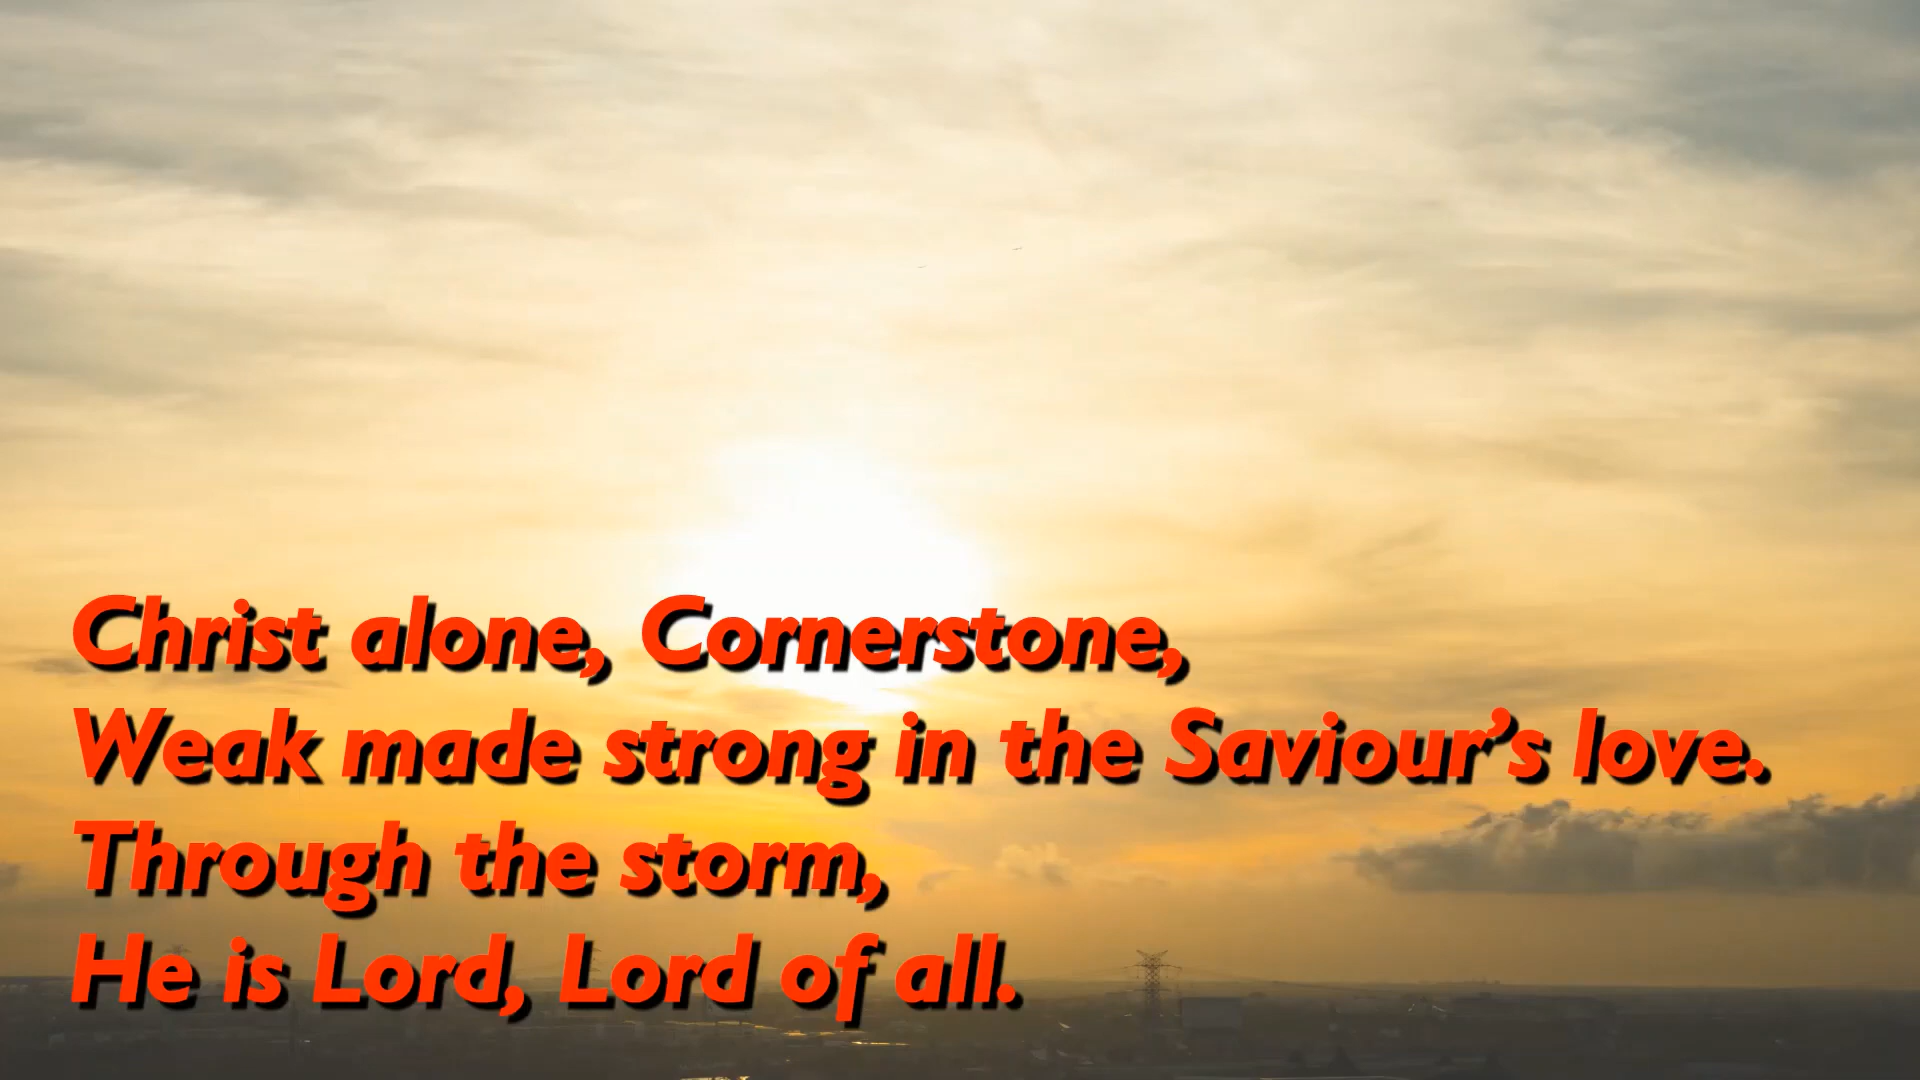 Christ alone, Cornerstone,
Weak made strong in the Saviour’s love.
Through the storm,
He is Lord, Lord of all.